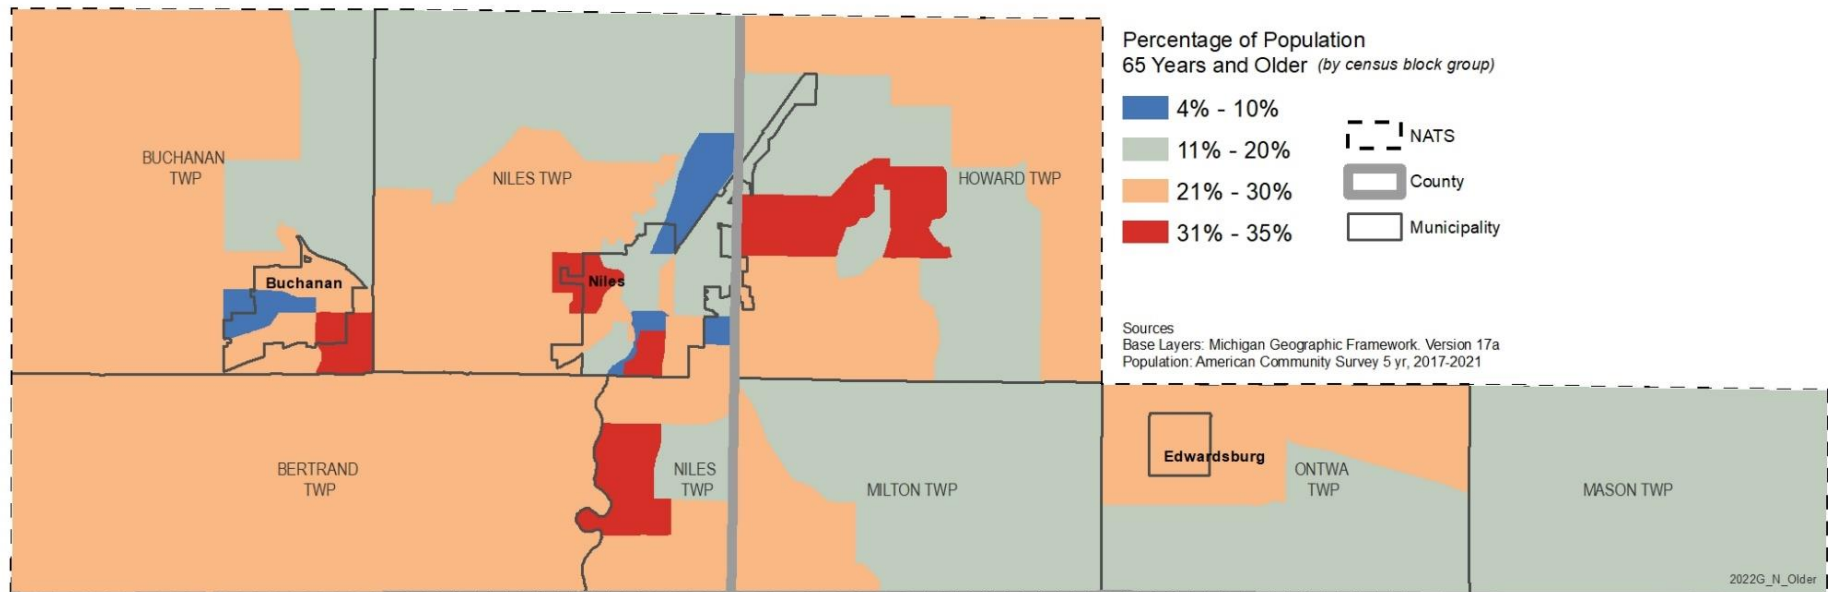 Percentage of Population
65 Years and Older (by census block group)
4% - 10%
11% - 20%
21% - 30%
31% - 35%
NATS
County
Municipality
BUCHANAN
TWP
NILES TWP
HOWARD TWP
Buchanan
Niles
Sources
Base Layers: Michigan Geographic Framework. Version 17a
Population: American Community Survey 5 yr, 2017-2021
BERTRAND
TWP
NILES
TWP
MILTON TWP
Edwardsburg
ONTWA
TWP
MASON TWP
2022G_N_Older